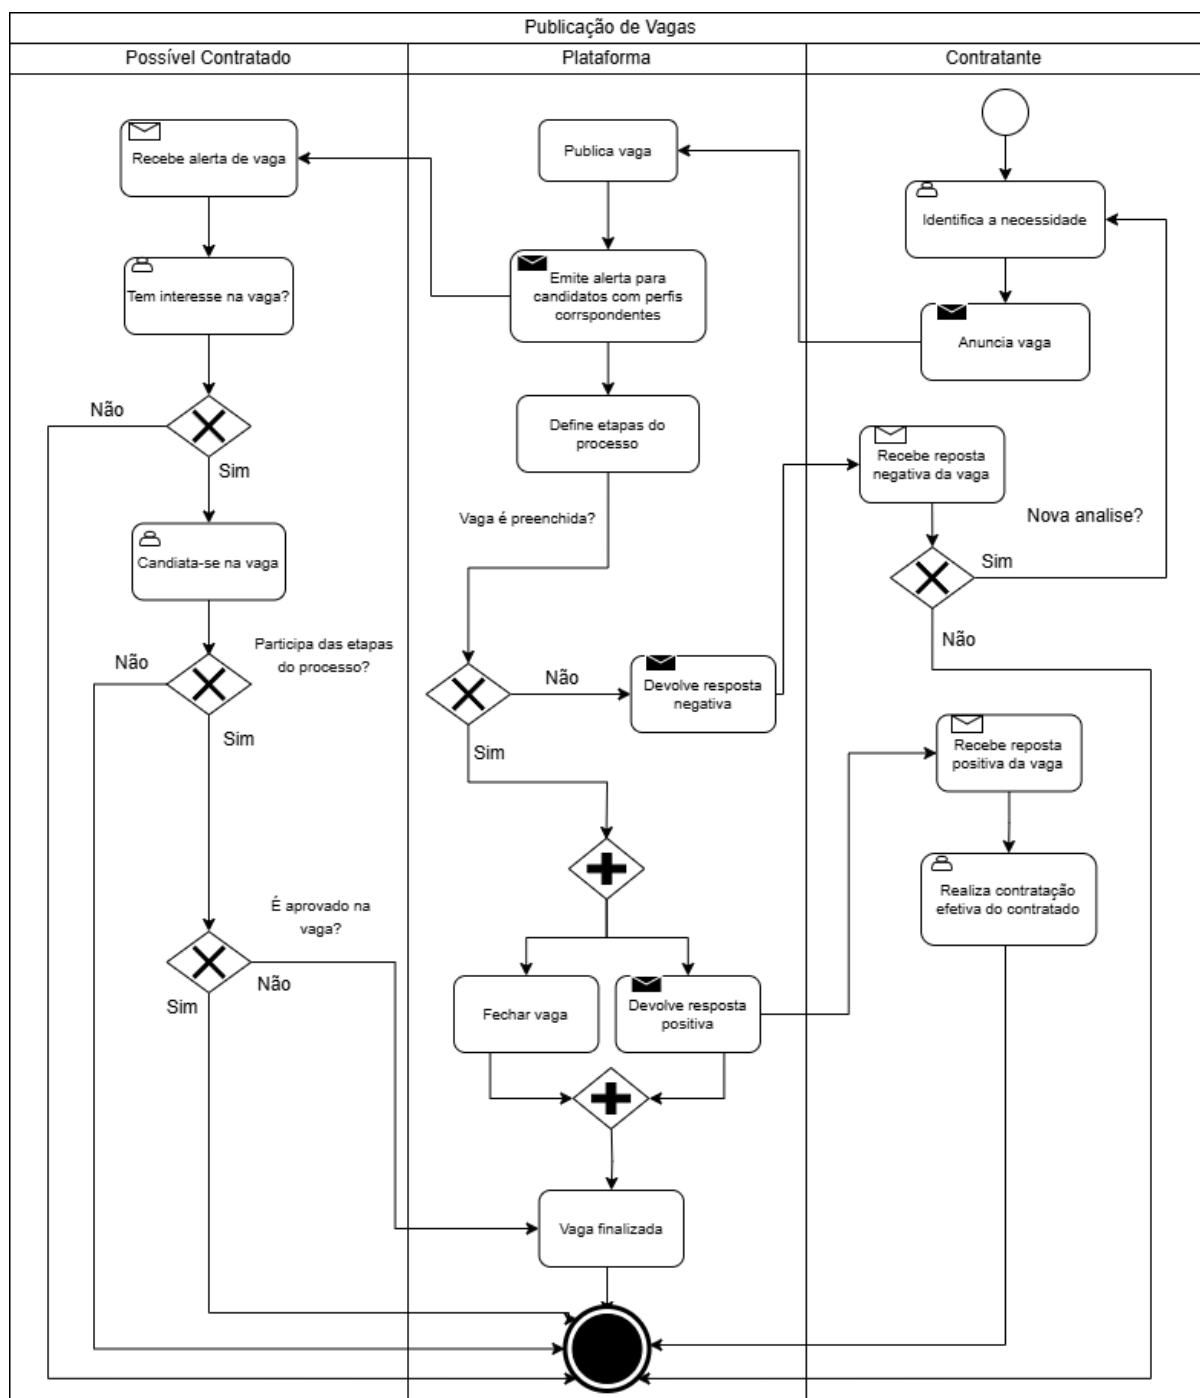 Publicação de Vagas
Possível Contratado
Plataforma
Contratante
Recebe alerta de vaga
Publica vaga
Identifica a necessidade
Tem interesse na vaga?
Emite alerta para
candidatos com perfis
corrspondentes
Anuncia vaga
Não
Sim
Define etapas do
processo
Recebe reposta
negativa da vaga
Vaga é preenchida?
Nova analise?
Sim
Não
Candiata-se na vaga
Participa das etapas
do processo?
Não
Sim
Não
Devolve resposta
negativa
Sim
Recebe reposta
positiva da vaga
Realiza contratação
efetiva do contratado
É aprovado na
vaga?
Não
Sim
Fechar vaga
Devolve resposta
positiva
Vaga finalizada